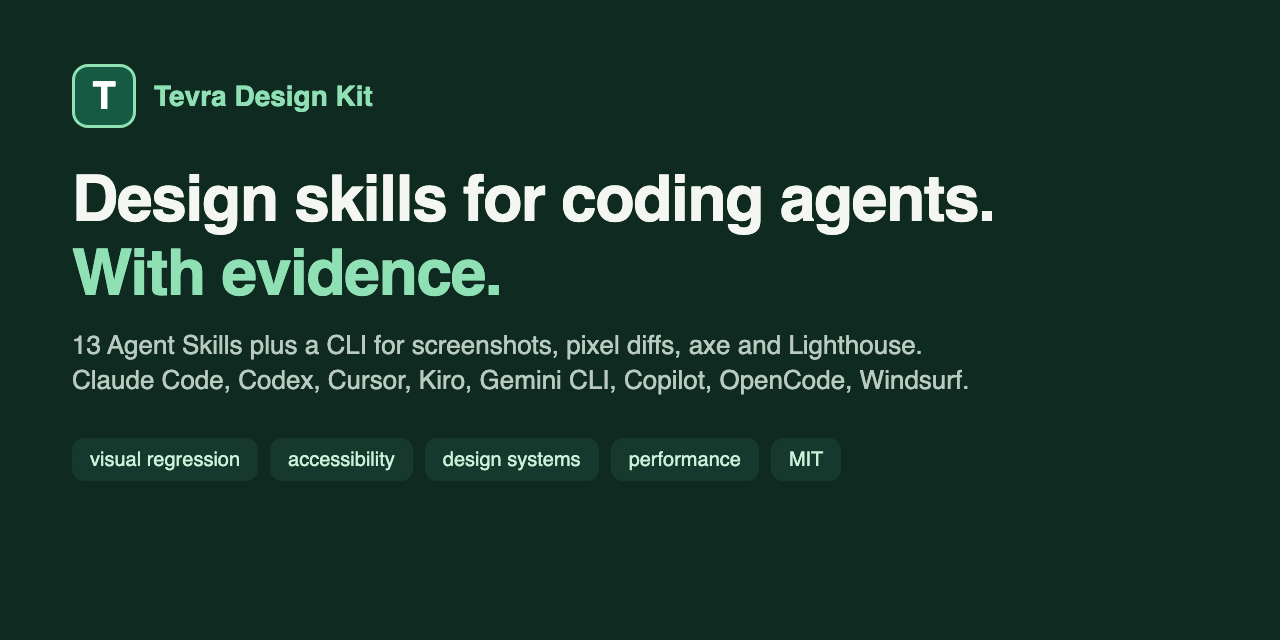 T
Tevra Design Kit
Design skills for coding agents.
With evidence.
13 Agent Skills plus a CLI for screenshots, pixel diffs, axe and Lighthouse.
Claude Code, Codex, Cursor, Kiro, Gemini CLI, Copilot, OpenCode, Windsurf.
visual regression
accessibility
design systems
performance
MIT